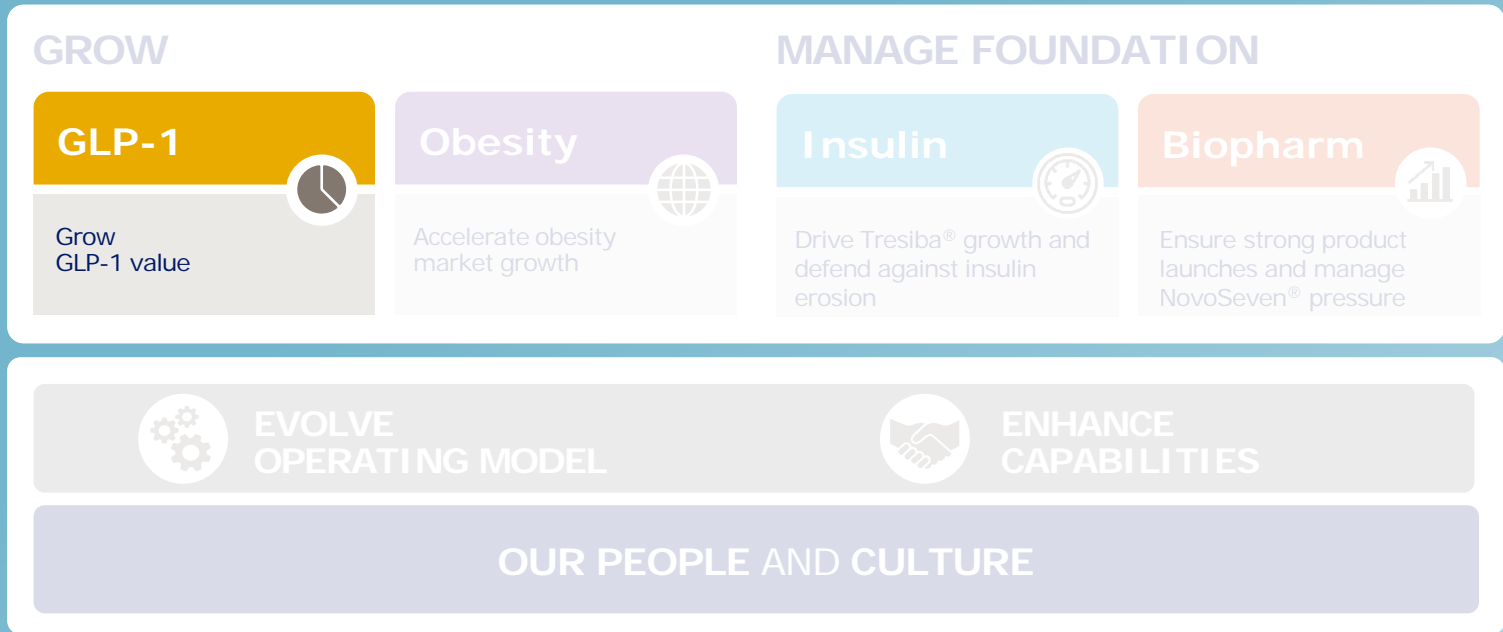 GROW
MANAGE FOUNDATION
GLP-1
Grow
GLP-1 value
Obesity
Accelerate obesity
market growth
Insulin
Drive Tresiba® growth and
defend against insulin
erosion
Biopharm
Ensure strong product
launches and manage
NovoSeven® pressure
EVOLVE
OPERATING MODEL
ENHANCE
CAPABILITIES
OUR PEOPLE AND CULTURE